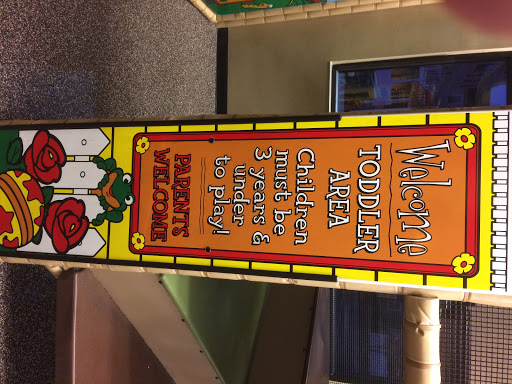 Welcome
TODDLER
AREA
Children
must be
3 years &
under
to play!
PARENTS
WELCOME